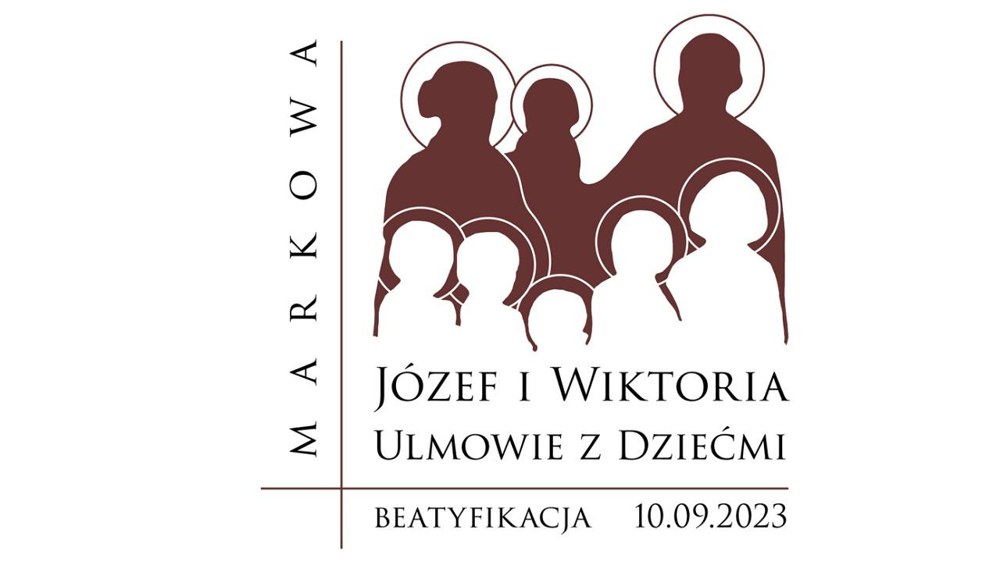 MARKOWA
JÓZEF I WIKTORIA
ULMOWIE Z DZIEĆMI
BEATYFIKACJA 10.09.2023